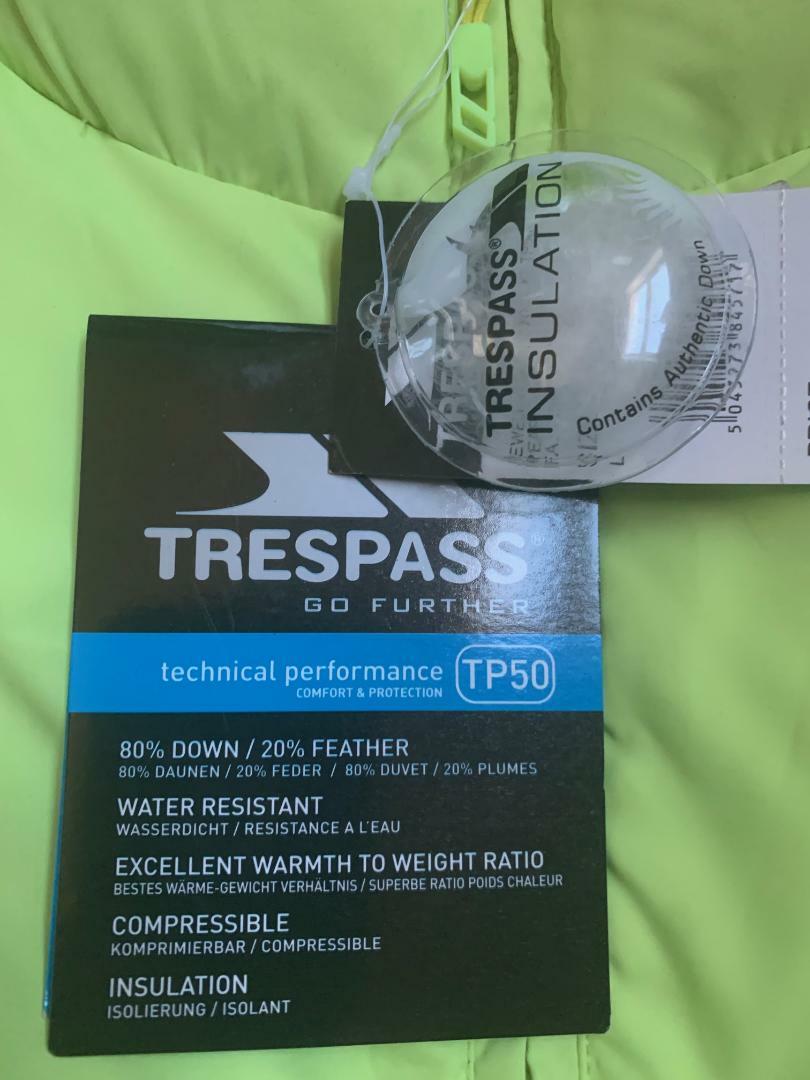 TRESPASS®
INSULATION
Contains Authentic Down
L
TRESPASS®
GO FURTHER
technical performance TP50
COMFORT & PROTECTION
80% DOWN / 20% FEATHER
80% DAUNEN / 20% FEDER / 80% DUVET / 20% PLUMES
WATER RESISTANT
WASSERDICHT / RESISTANCE A L'EAU
EXCELLENT WARMTH TO WEIGHT RATIO
BESTES WÄRME-GEWICHT VERHÄLTNIS / SUPERBE RATIO POIDS CHALEUR
COMPRESSIBLE
KOMPRIMIERBAR / COMPRESSIBLE
INSULATION
ISOLIERUNG / ISOLANT